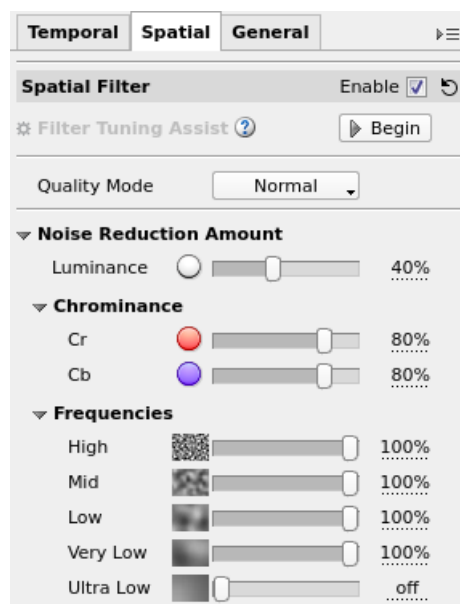 Temporal Spatial General
Spatial Filter Enable
Filter Tuning Assist ? Begin
Quality Mode Normal
Noise Reduction Amount
Luminance 40%
Chrominance
Cr 80%
Cb 80%
Frequencies
High 100%
Mid 100%
Low 100%
Very Low 100%
Ultra Low off